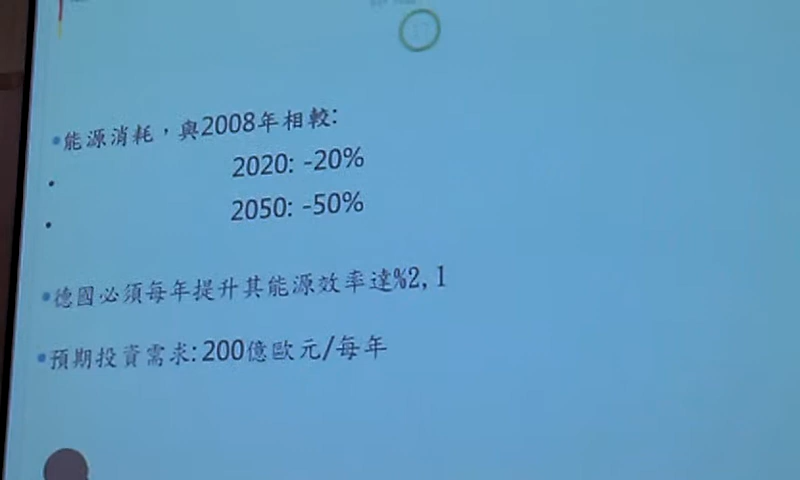 •能源消耗，與2008年相較:
• 2020: -20%
• 2050: -50%
•德國必須每年提升其能源效率達%2,1
•預期投資需求: 200億歐元/每年